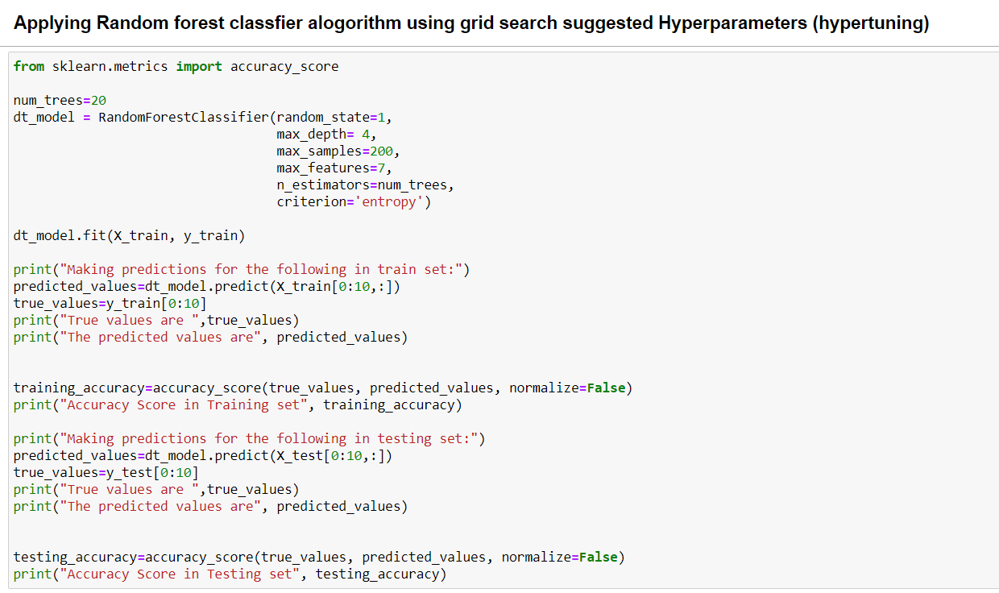 Applying Random forest classfier alogorithm using grid search suggested Hyperparameters (hypertuning)
from sklearn.metrics import accuracy_score
num_trees=20
dt_model = RandomForestClassifier(random_state=1,
max_depth= 4,
max_samples=200,
max_features=7,
n_estimators=num_trees,
criterion='entropy')
dt_model.fit(X_train, y_train)
print("Making predictions for the following in train set:")
predicted_values=dt_model.predict(X_train[0:10,:])
true_values=y_train[0:10]
print("True values are ",true_values)
print("The predicted values are", predicted_values)
training_accuracy=accuracy_score(true_values, predicted_values, normalize=False)
print("Accuracy Score in Training set", training_accuracy)
print("Making predictions for the following in testing set:")
predicted_values=dt_model.predict(X_test[0:10,:])
true_values=y_test[0:10]
print("True values are ",true_values)
print("The predicted values are", predicted_values)
testing_accuracy=accuracy_score(true_values, predicted_values, normalize=False)
print("Accuracy Score in Testing set", testing_accuracy)